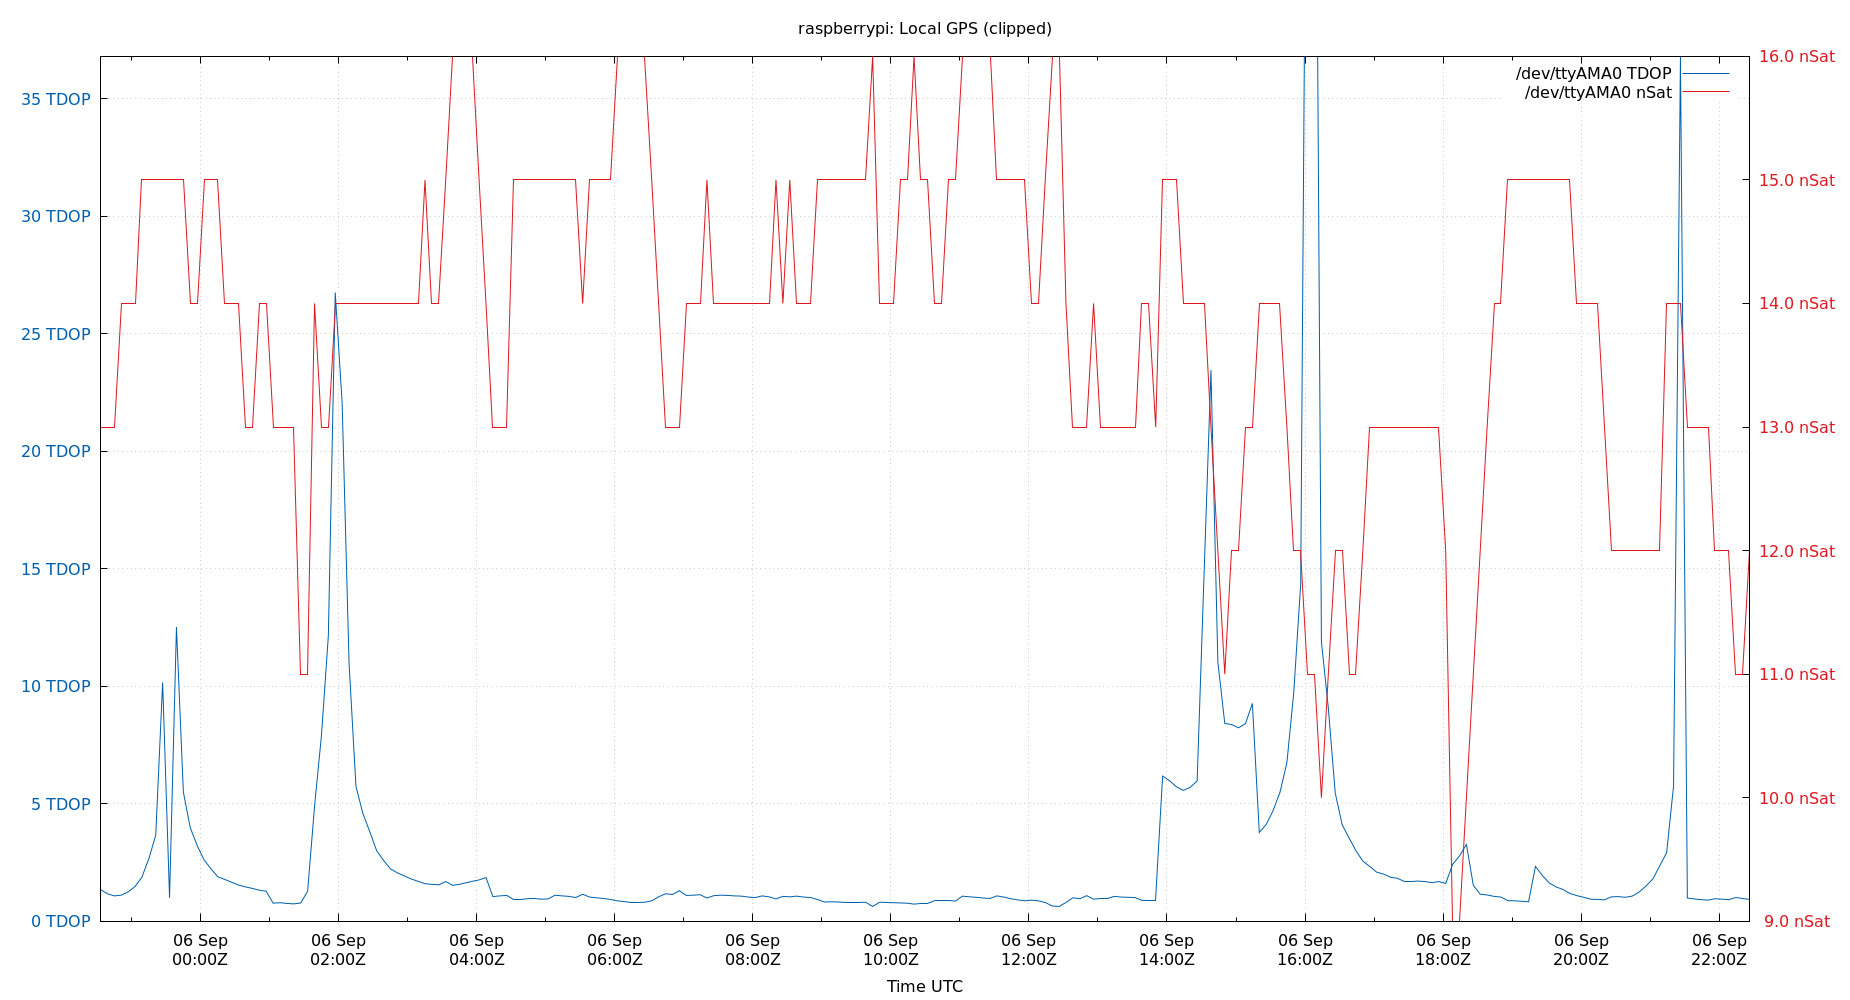 raspberrypi: Local GPS (clipped)
/dev/ttyAMA0 TDOP
/dev/ttyAMA0 nSat
35 TDOP
30 TDOP
25 TDOP
20 TDOP
15 TDOP
10 TDOP
5 TDOP
0 TDOP
16.0 nSat
15.0 nSat
14.0 nSat
13.0 nSat
12.0 nSat
11.0 nSat
10.0 nSat
9.0 nSat
06 Sep
00:00Z
06 Sep
02:00Z
06 Sep
04:00Z
06 Sep
06:00Z
06 Sep
08:00Z
06 Sep
10:00Z
06 Sep
12:00Z
06 Sep
14:00Z
06 Sep
16:00Z
06 Sep
18:00Z
06 Sep
20:00Z
06 Sep
22:00Z
Time UTC